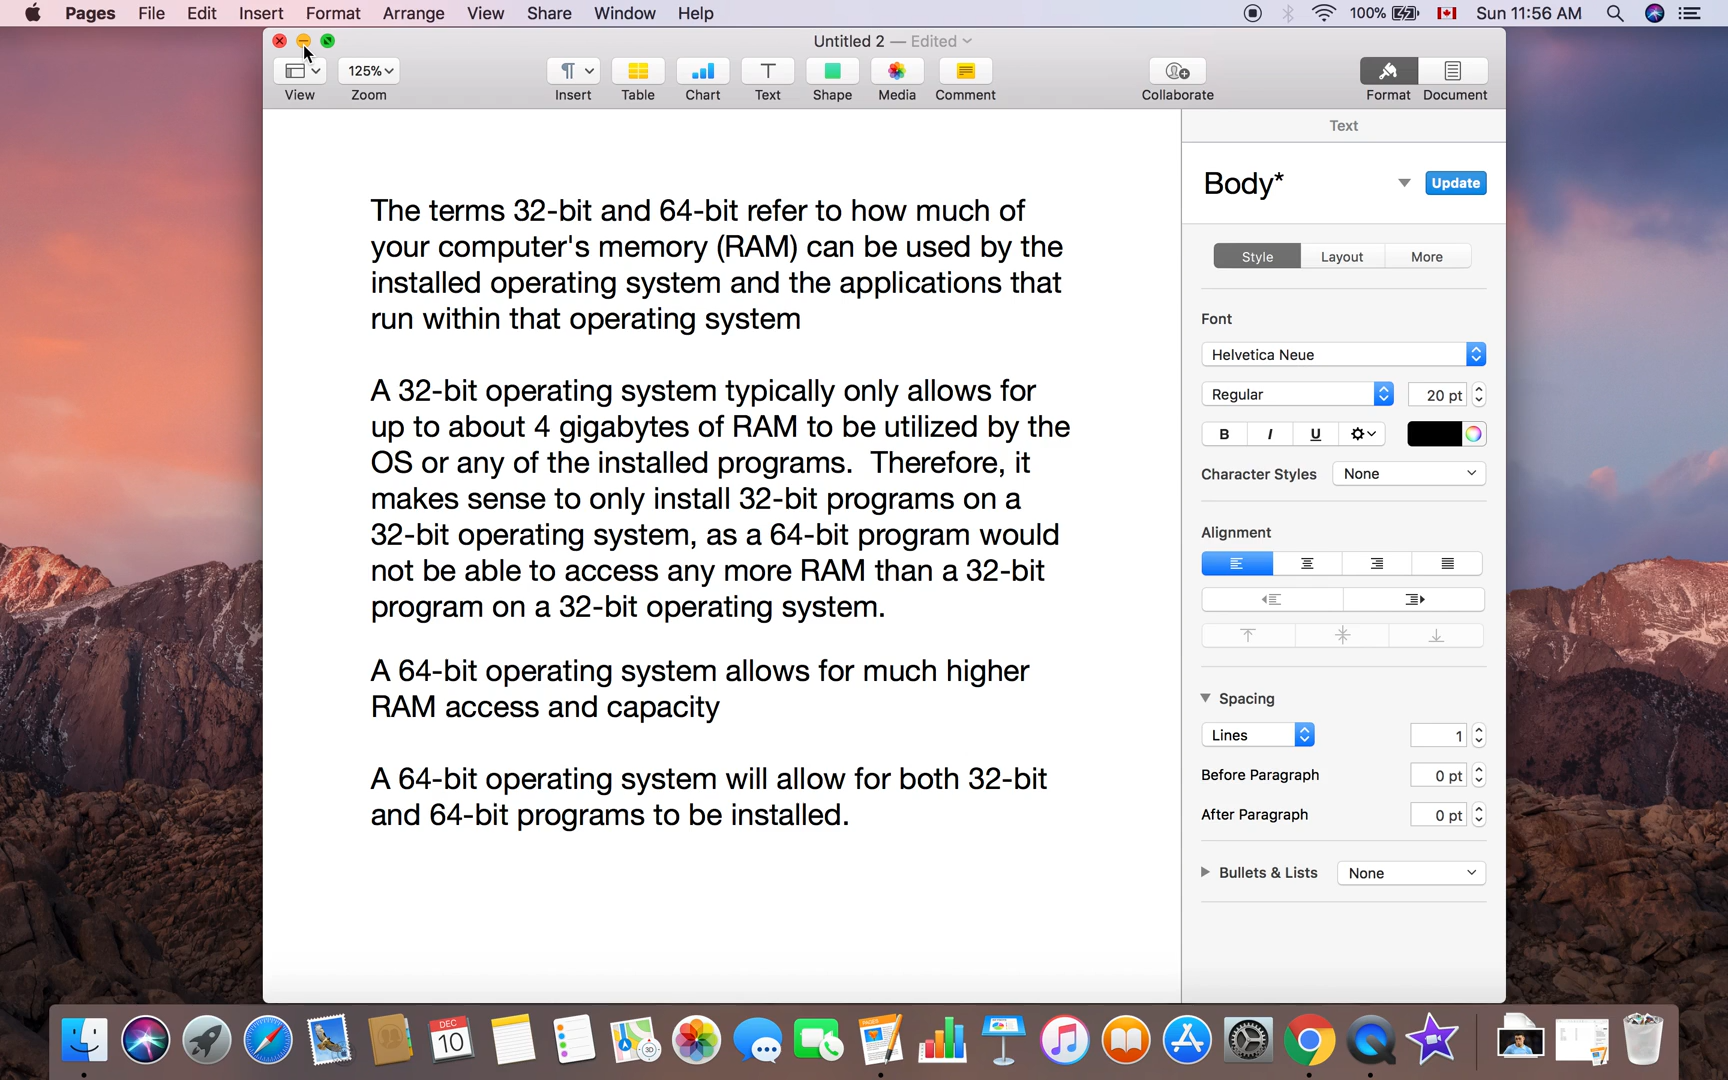 Pages File Edit Insert Format Arrange View Share Window Help 100% Sun 11:56 AM
Untitled 2 — Edited
125%
View Zoom Insert Table Chart Text Shape Media Comment Collaborate Format Document
Text
Body* Update
Style Layout More
Font
Helvetica Neue
Regular 20 pt
B I U
Character Styles None
Alignment
Spacing
Lines 1
Before Paragraph 0 pt
After Paragraph 0 pt
Bullets & Lists None
The terms 32-bit and 64-bit refer to how much of
your computer's memory (RAM) can be used by the
installed operating system and the applications that
run within that operating system
A 32-bit operating system typically only allows for
up to about 4 gigabytes of RAM to be utilized by the
OS or any of the installed programs.  Therefore, it
makes sense to only install 32-bit programs on a
32-bit operating system, as a 64-bit program would
not be able to access any more RAM than a 32-bit
program on a 32-bit operating system.
A 64-bit operating system allows for much higher
RAM access and capacity
A 64-bit operating system will allow for both 32-bit
and 64-bit programs to be installed.
DEC
10
PAGES
3D